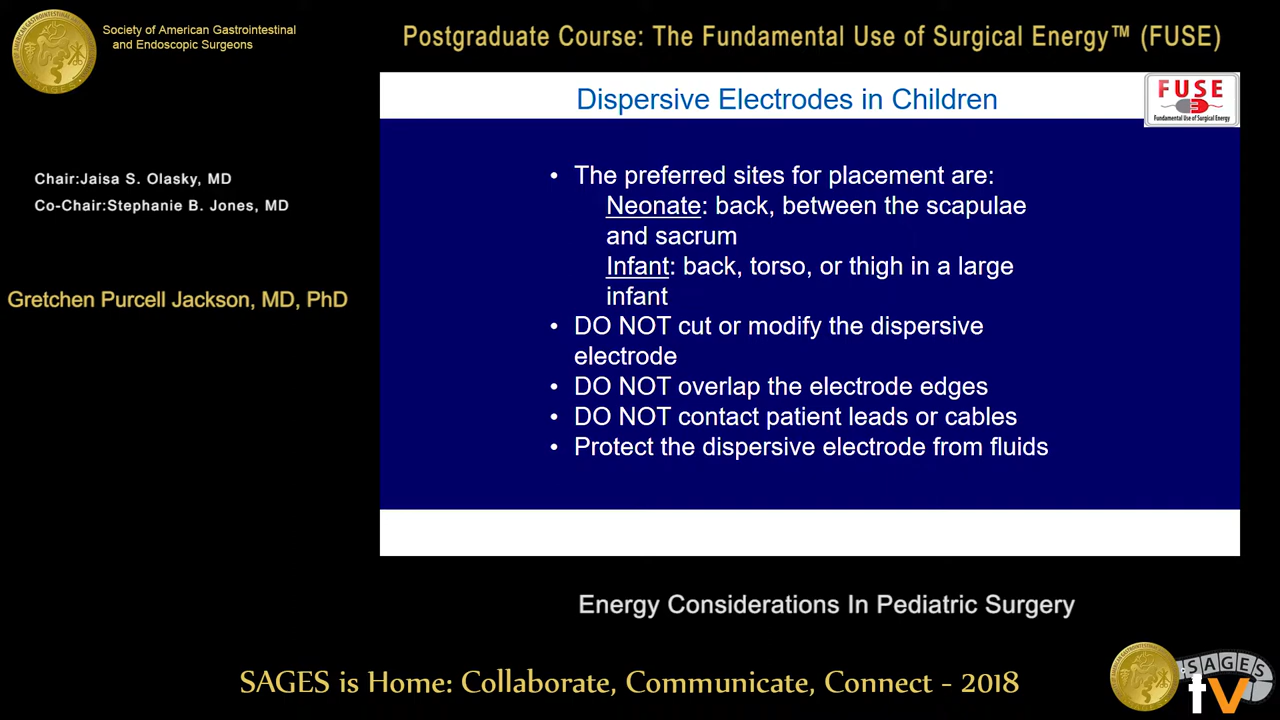 Society of American Gastrointestinal
and Endoscopic Surgeons
Postgraduate Course: The Fundamental Use of Surgical Energy™ (FUSE)
Dispersive Electrodes in Children
FUSE
Fundamental Use of Surgical Energy
Chair:Jaisa S. Olasky, MD
Co-Chair:Stephanie B. Jones, MD
Gretchen Purcell Jackson, MD, PhD
• The preferred sites for placement are:
Neonate: back, between the scapulae
and sacrum
Infant: back, torso, or thigh in a large
infant
• DO NOT cut or modify the dispersive
electrode
• DO NOT overlap the electrode edges
• DO NOT contact patient leads or cables
• Protect the dispersive electrode from fluids
Energy Considerations In Pediatric Surgery
SAGES is Home: Collaborate, Communicate, Connect - 2018
SAGES
tv